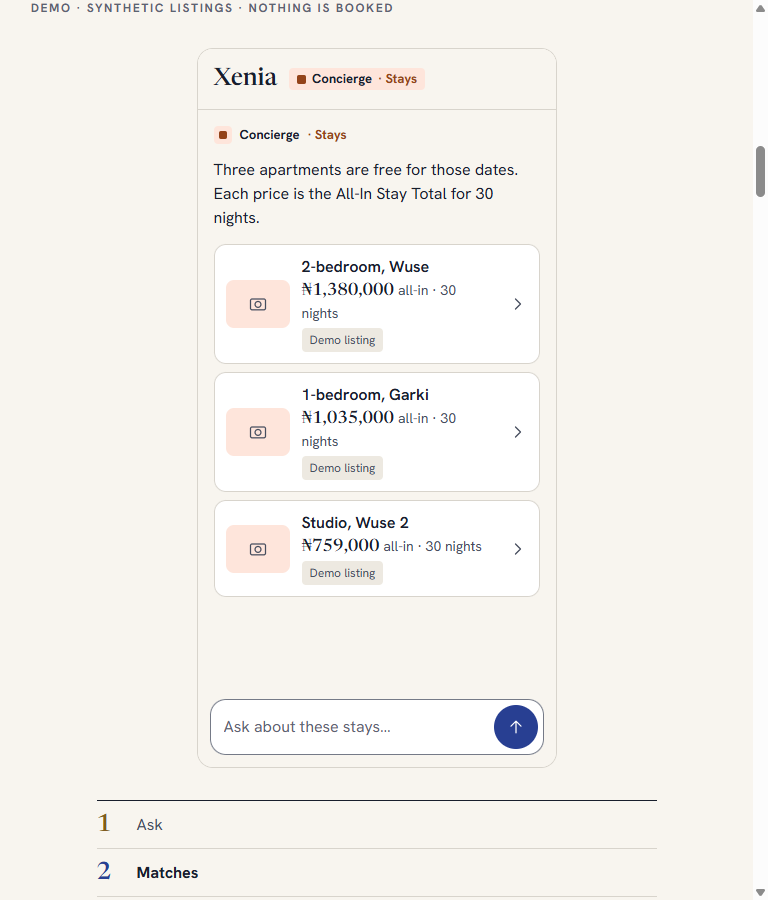 DEMO · SYNTHETIC LISTINGS · NOTHING IS BOOKED
Xenia
Concierge · Stays
Concierge · Stays
Three apartments are free for those dates.
Each price is the All-In Stay Total for 30
nights.
2-bedroom, Wuse
₦1,380,000 all-in · 30
nights
Demo listing
1-bedroom, Garki
₦1,035,000 all-in · 30
nights
Demo listing
Studio, Wuse 2
₦759,000 all-in · 30 nights
Demo listing
Ask about these stays…
1 Ask
2 Matches